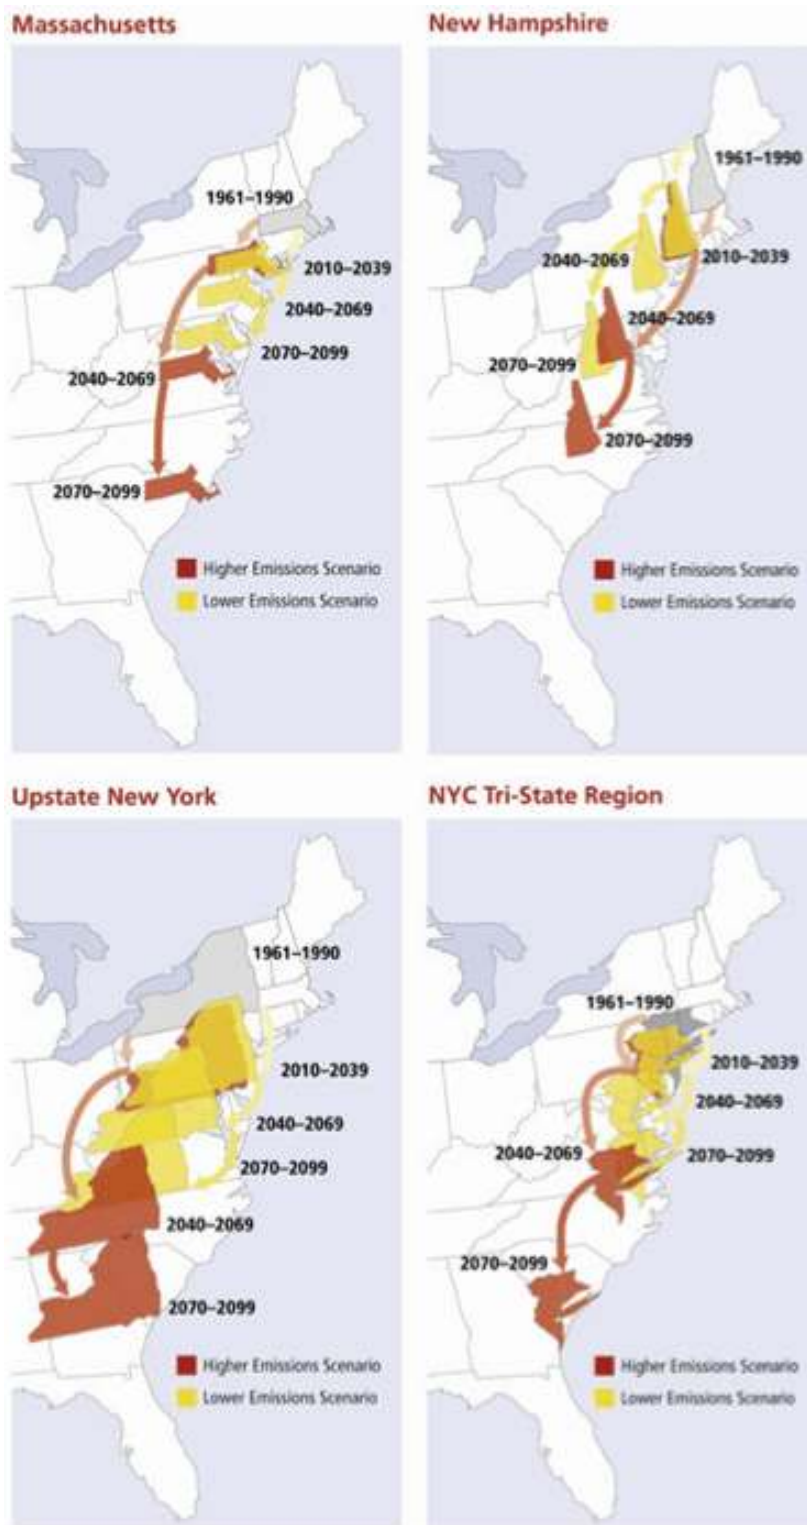 Massachusetts
1961–1990
2010–2039
2040–2069
2070–2099
2040–2069
2070–2099
Higher Emissions Scenario
Lower Emissions Scenario
New Hampshire
1961–1990
2010–2039
2040–2069
2040–2069
2070–2099
2070–2099
Higher Emissions Scenario
Lower Emissions Scenario
Upstate New York
1961–1990
2010–2039
2040–2069
2070–2099
2040–2069
2070–2099
Higher Emissions Scenario
Lower Emissions Scenario
NYC Tri-State Region
1961–1990
2010–2039
2040–2069
2040–2069
2070–2099
2070–2099
Higher Emissions Scenario
Lower Emissions Scenario